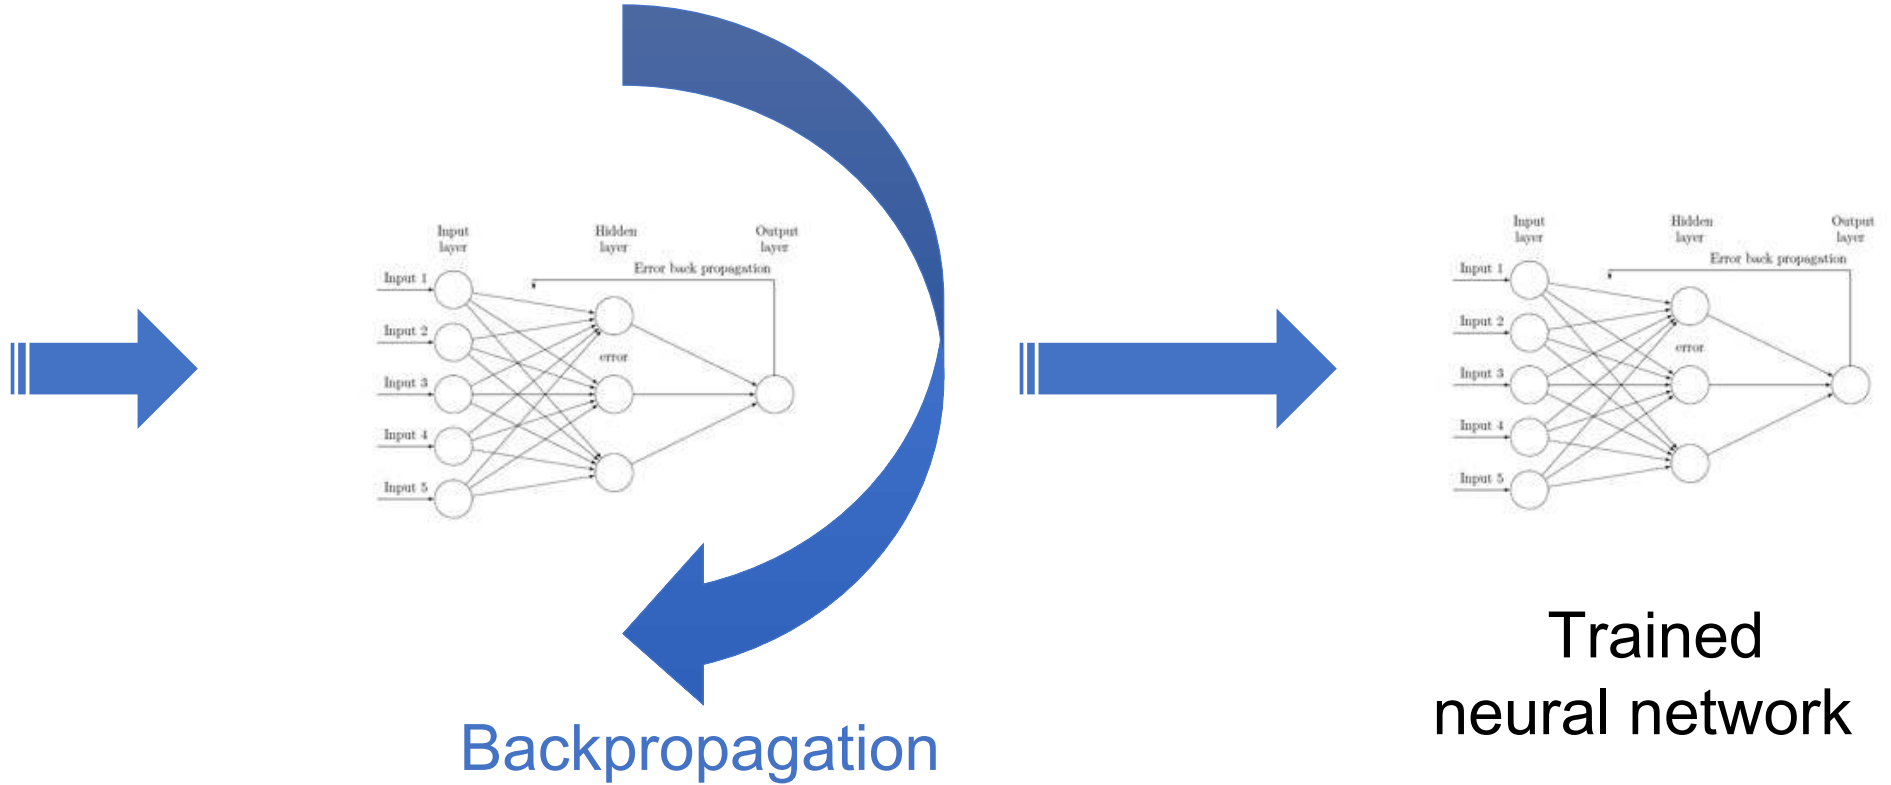 Input
layer
Hidden
layer
Output
layer
Error back propagation
Input 1
Input 2
error
Input 3
Input 4
Input 5
Backpropagation
Input
layer
Hidden
layer
Output
layer
Error back propagation
Input 1
Input 2
error
Input 3
Input 4
Input 5
Trained
neural network